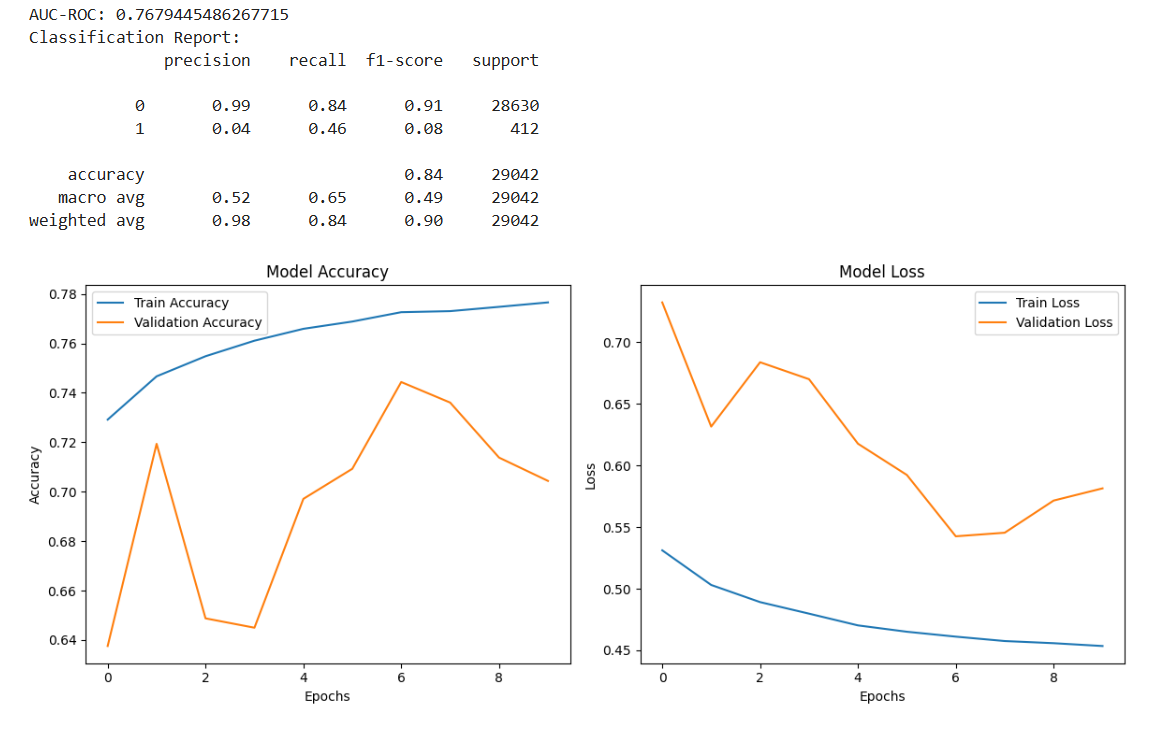 AUC-ROC: 0.7679445486267715
Classification Report:
precision recall f1-score support
0 0.99 0.84 0.91 28630
1 0.04 0.46 0.08 412
accuracy 0.84 29042
macro avg 0.52 0.65 0.49 29042
weighted avg 0.98 0.84 0.90 29042
Model Accuracy
Train Accuracy
Validation Accuracy
0.78
0.76
0.74
0.72
0.70
0.68
0.66
0.64
Accuracy
0 2 4 6 8
Epochs
Model Loss
Train Loss
Validation Loss
0.70
0.65
0.60
0.55
0.50
0.45
Loss
0 2 4 6 8
Epochs